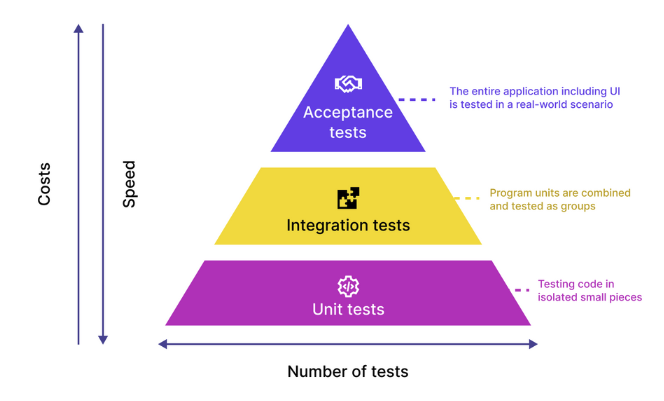 Costs
Speed
Acceptance
tests
The entire application including UI
is tested in a real-world scenario
Integration tests
Program units are combined
and tested as groups
Unit tests
Testing code in
isolated small pieces
Number of tests